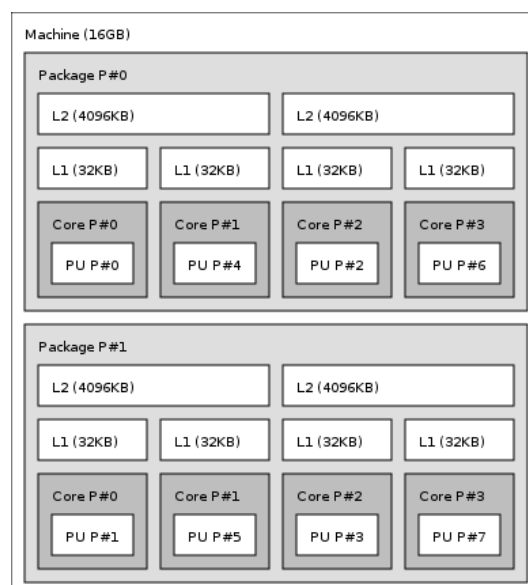 Machine (16GB)
Package P#0
L2 (4096KB) L2 (4096KB)
L1 (32KB) L1 (32KB) L1 (32KB) L1 (32KB)
Core P#0 Core P#1 Core P#2 Core P#3
PU P#0 PU P#4 PU P#2 PU P#6
Package P#1
L2 (4096KB) L2 (4096KB)
L1 (32KB) L1 (32KB) L1 (32KB) L1 (32KB)
Core P#0 Core P#1 Core P#2 Core P#3
PU P#1 PU P#5 PU P#3 PU P#7